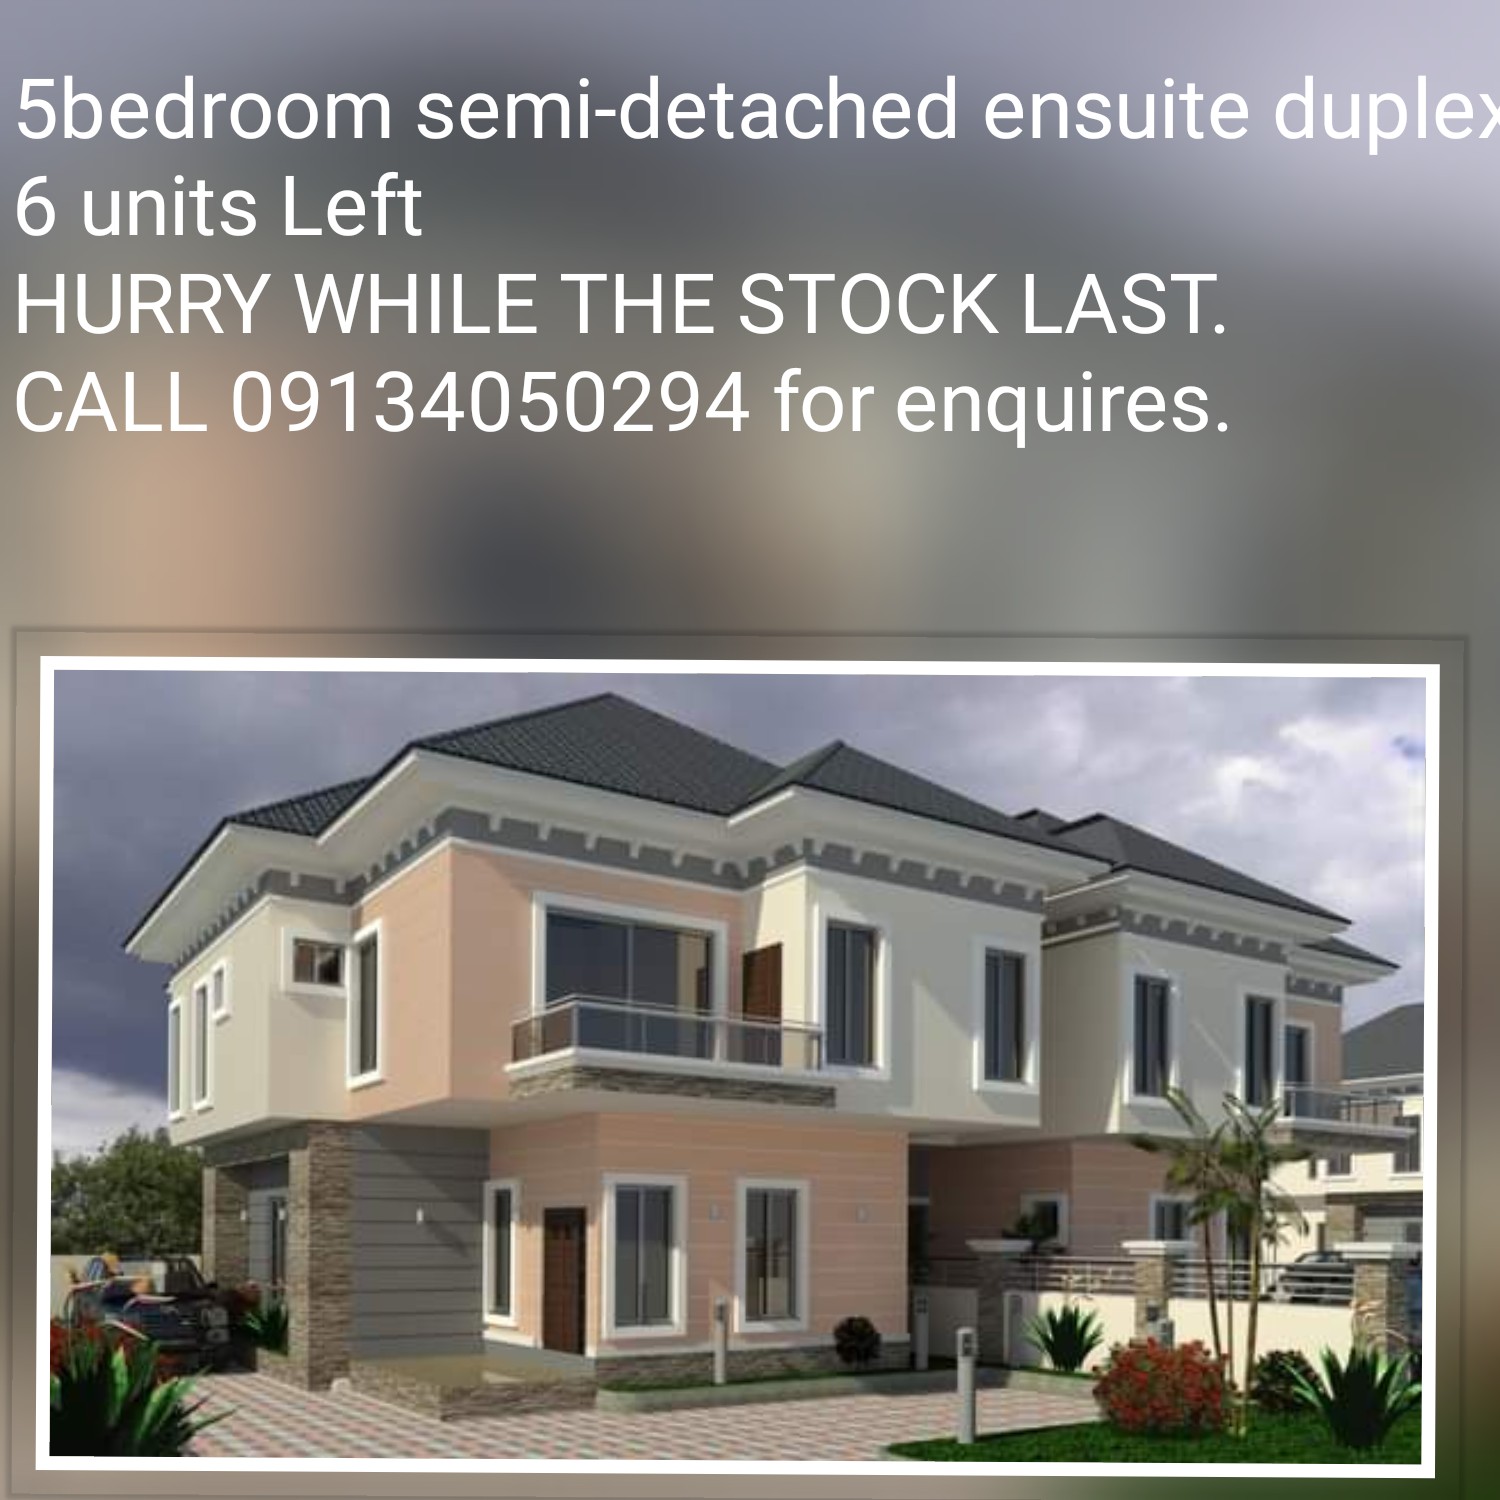 5bedroom semi-detached ensuite duplex
6 units Left
HURRY WHILE THE STOCK LAST.
CALL 09134050294 for enquires.